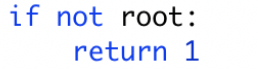 if not root:
    return 1